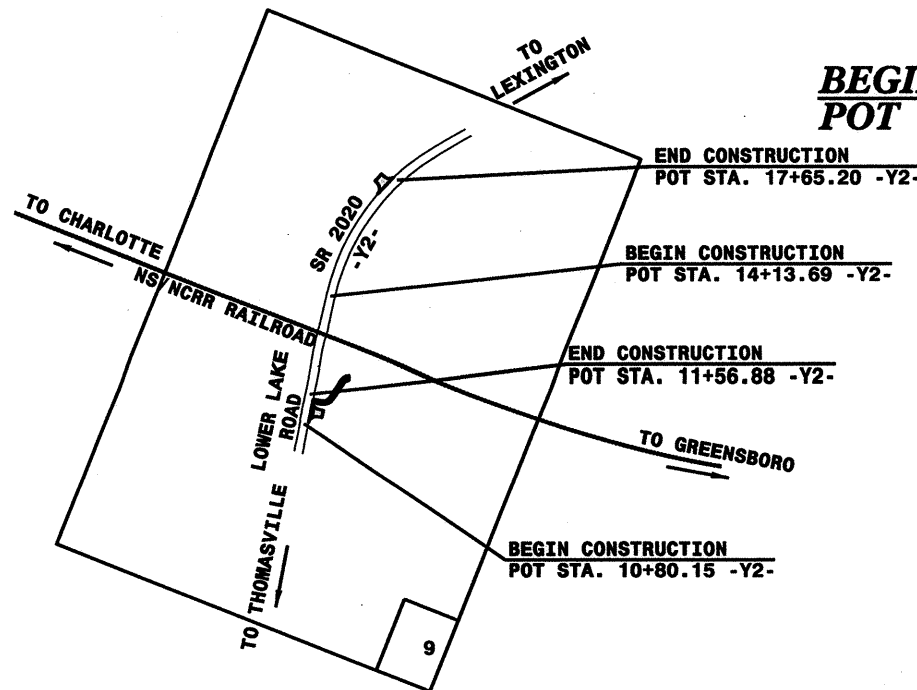 TO
LEXINGTON
BEGIN
POT
END CONSTRUCTION
POT STA. 17+65.20 -Y2-
TO CHARLOTTE
SR 2020
-Y2-
BEGIN CONSTRUCTION
POT STA. 14+13.69 -Y2-
NS/NCRR RAILROAD
END CONSTRUCTION
POT STA. 11+56.88 -Y2-
LOWER LAKE
ROAD
TO GREENSBORO
BEGIN CONSTRUCTION
POT STA. 10+80.15 -Y2-
TO THOMASVILLE
9